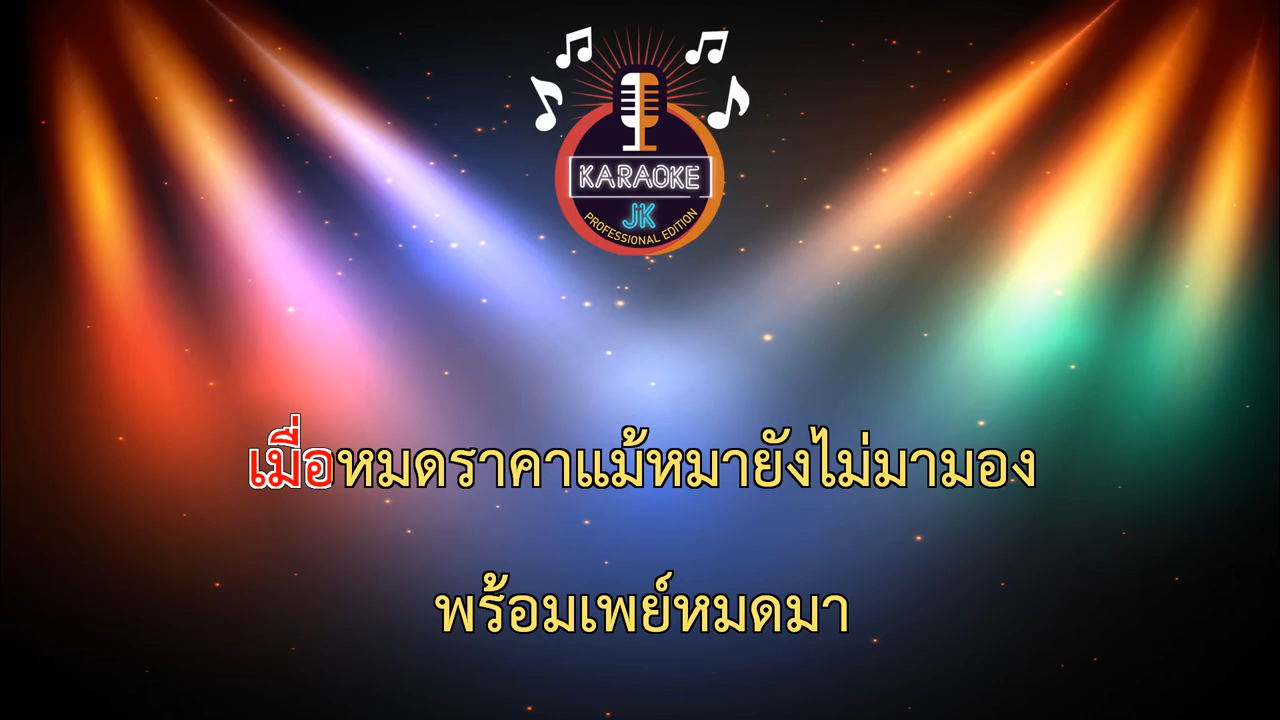 KARAOKE
JK
PROFESSIONAL EDITION
เมื่อหมดราคาแม้หมายังไม่มามอง
พร้อมเพย์หมดมา